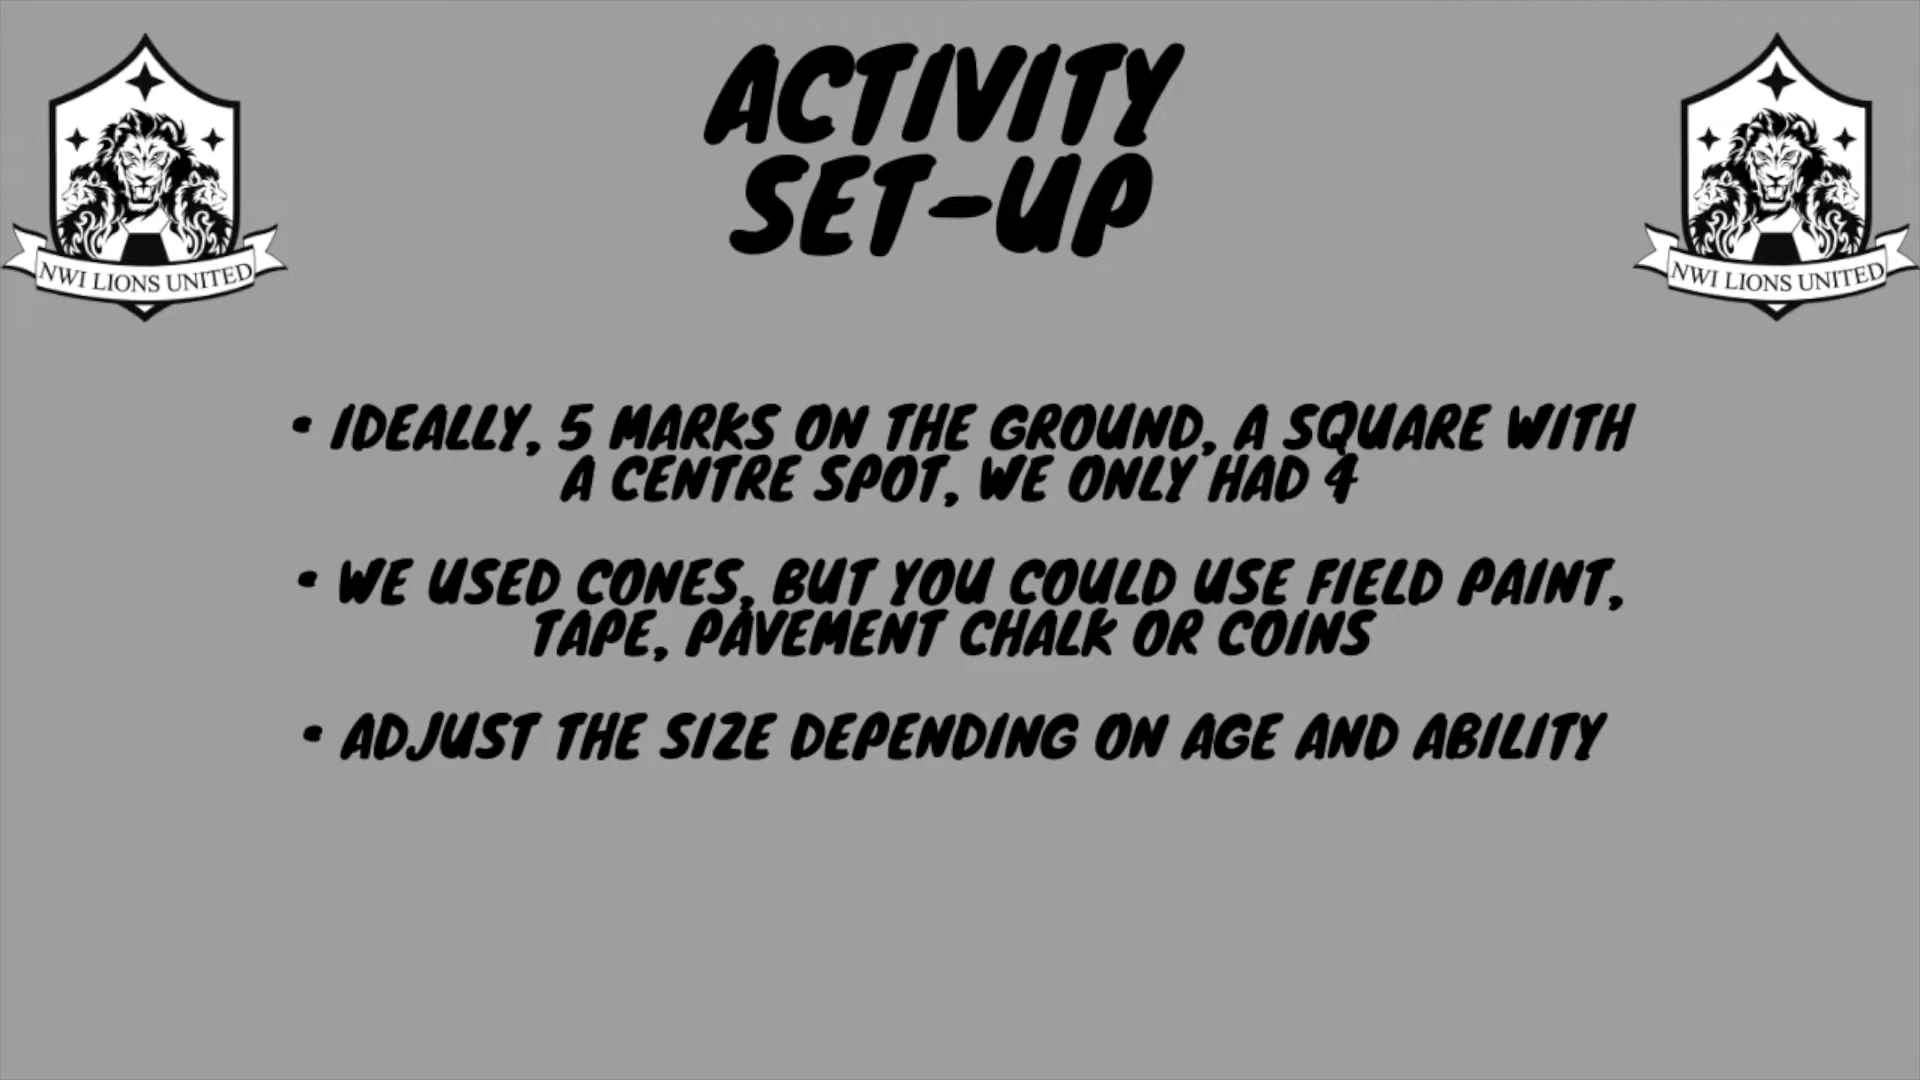 ACTIVITY
SET-UP
NWI LIONS UNITED
NWI LIONS UNITED
• IDEALLY, 5 MARKS ON THE GROUND, A SQUARE WITH
A CENTRE SPOT, WE ONLY HAD 4
• WE USED CONES, BUT YOU COULD USE FIELD PAINT,
TAPE, PAVEMENT CHALK OR COINS
• ADJUST THE SIZE DEPENDING ON AGE AND ABILITY